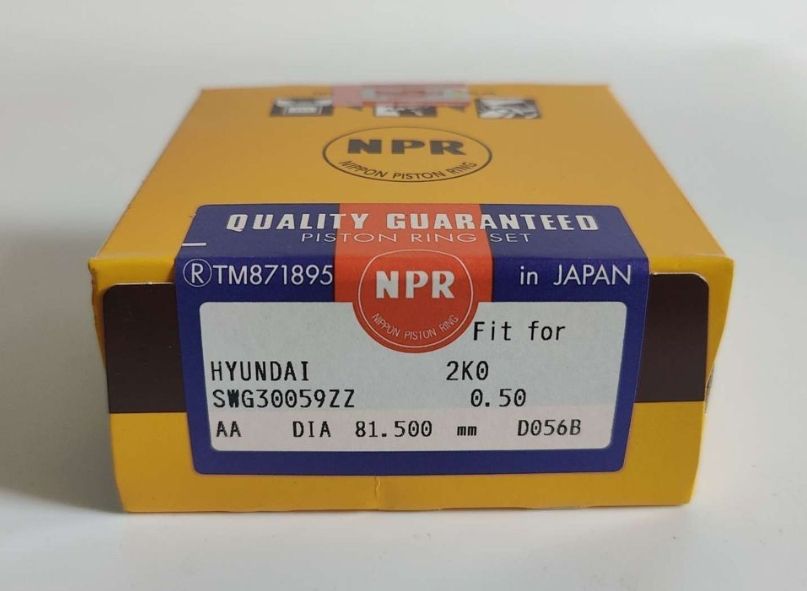 NPR
NIPPON PISTON RING
QUALITY GUARANTEED
PISTON RING SET
®TM871895
NPR
NIPPON PISTON RING
in JAPAN
Fit for
HYUNDAI 2K0
SWG30059ZZ 0.50
AA DIA 81.500 mm D056B